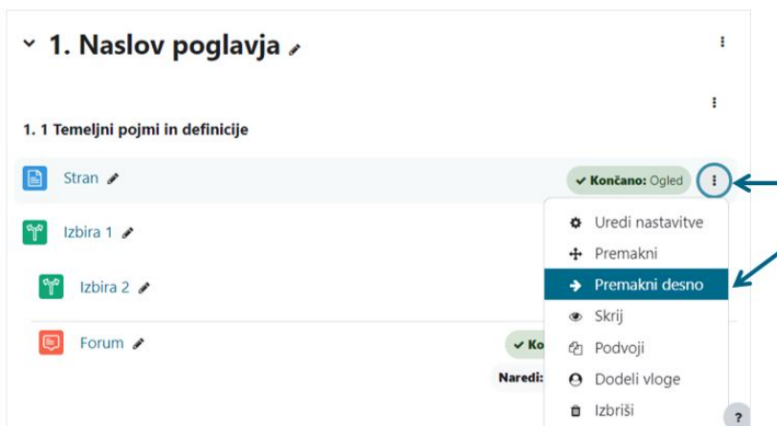 1. Naslov poglavja
1. 1 Temeljni pojmi in definicije
Stran
Končano: Ogled
Izbira 1
Izbira 2
Forum
Ko
Naredi:
Uredi nastavitve
Premakni
Premakni desno
Skrij
Podvoji
Dodeli vloge
Izbriši
?